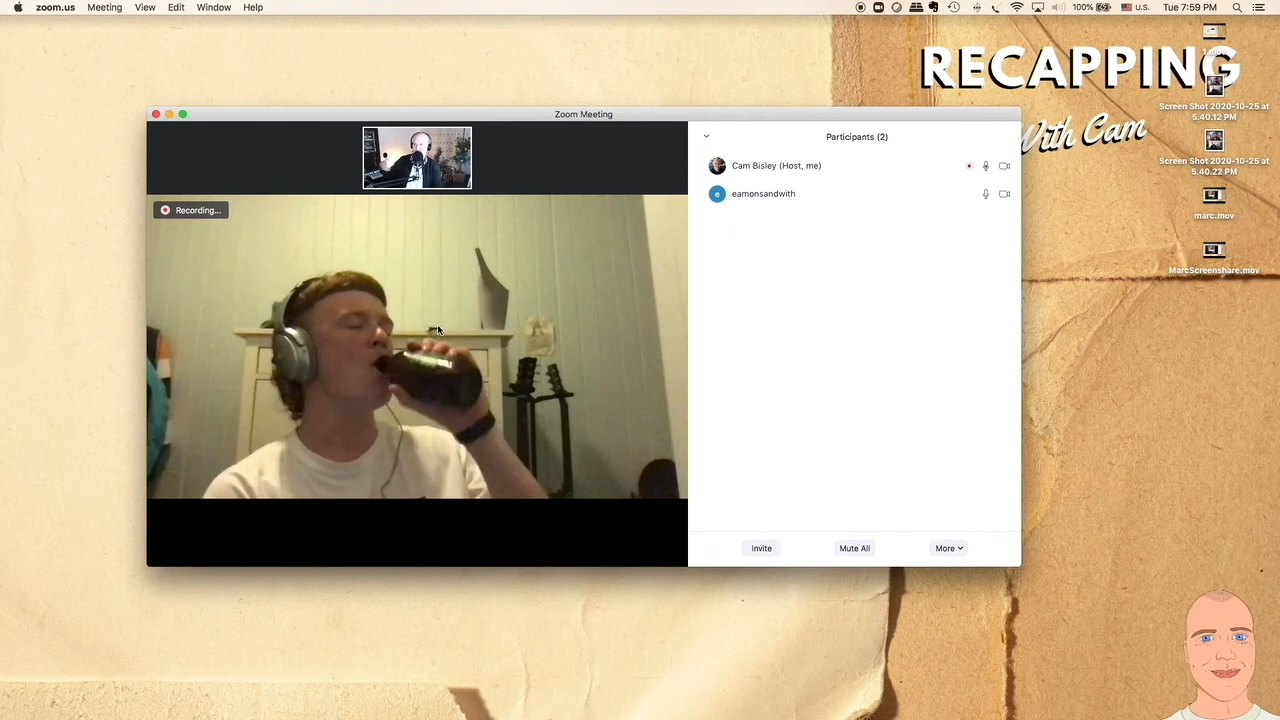 zoom.us Meeting View Edit Window Help
100% U.S. Tue 7:59 PM
RECAPPING
With Cam
Screen Shot 2020-10-25 at
5.40.12 PM
Screen Shot 2020-10-25 at
5.40.22 PM
marc.mov
MarcScreenshare.mov
Zoom Meeting
Recording...
Participants (2)
Cam Bisley (Host, me)
e eamonsandwith
Invite Mute All More